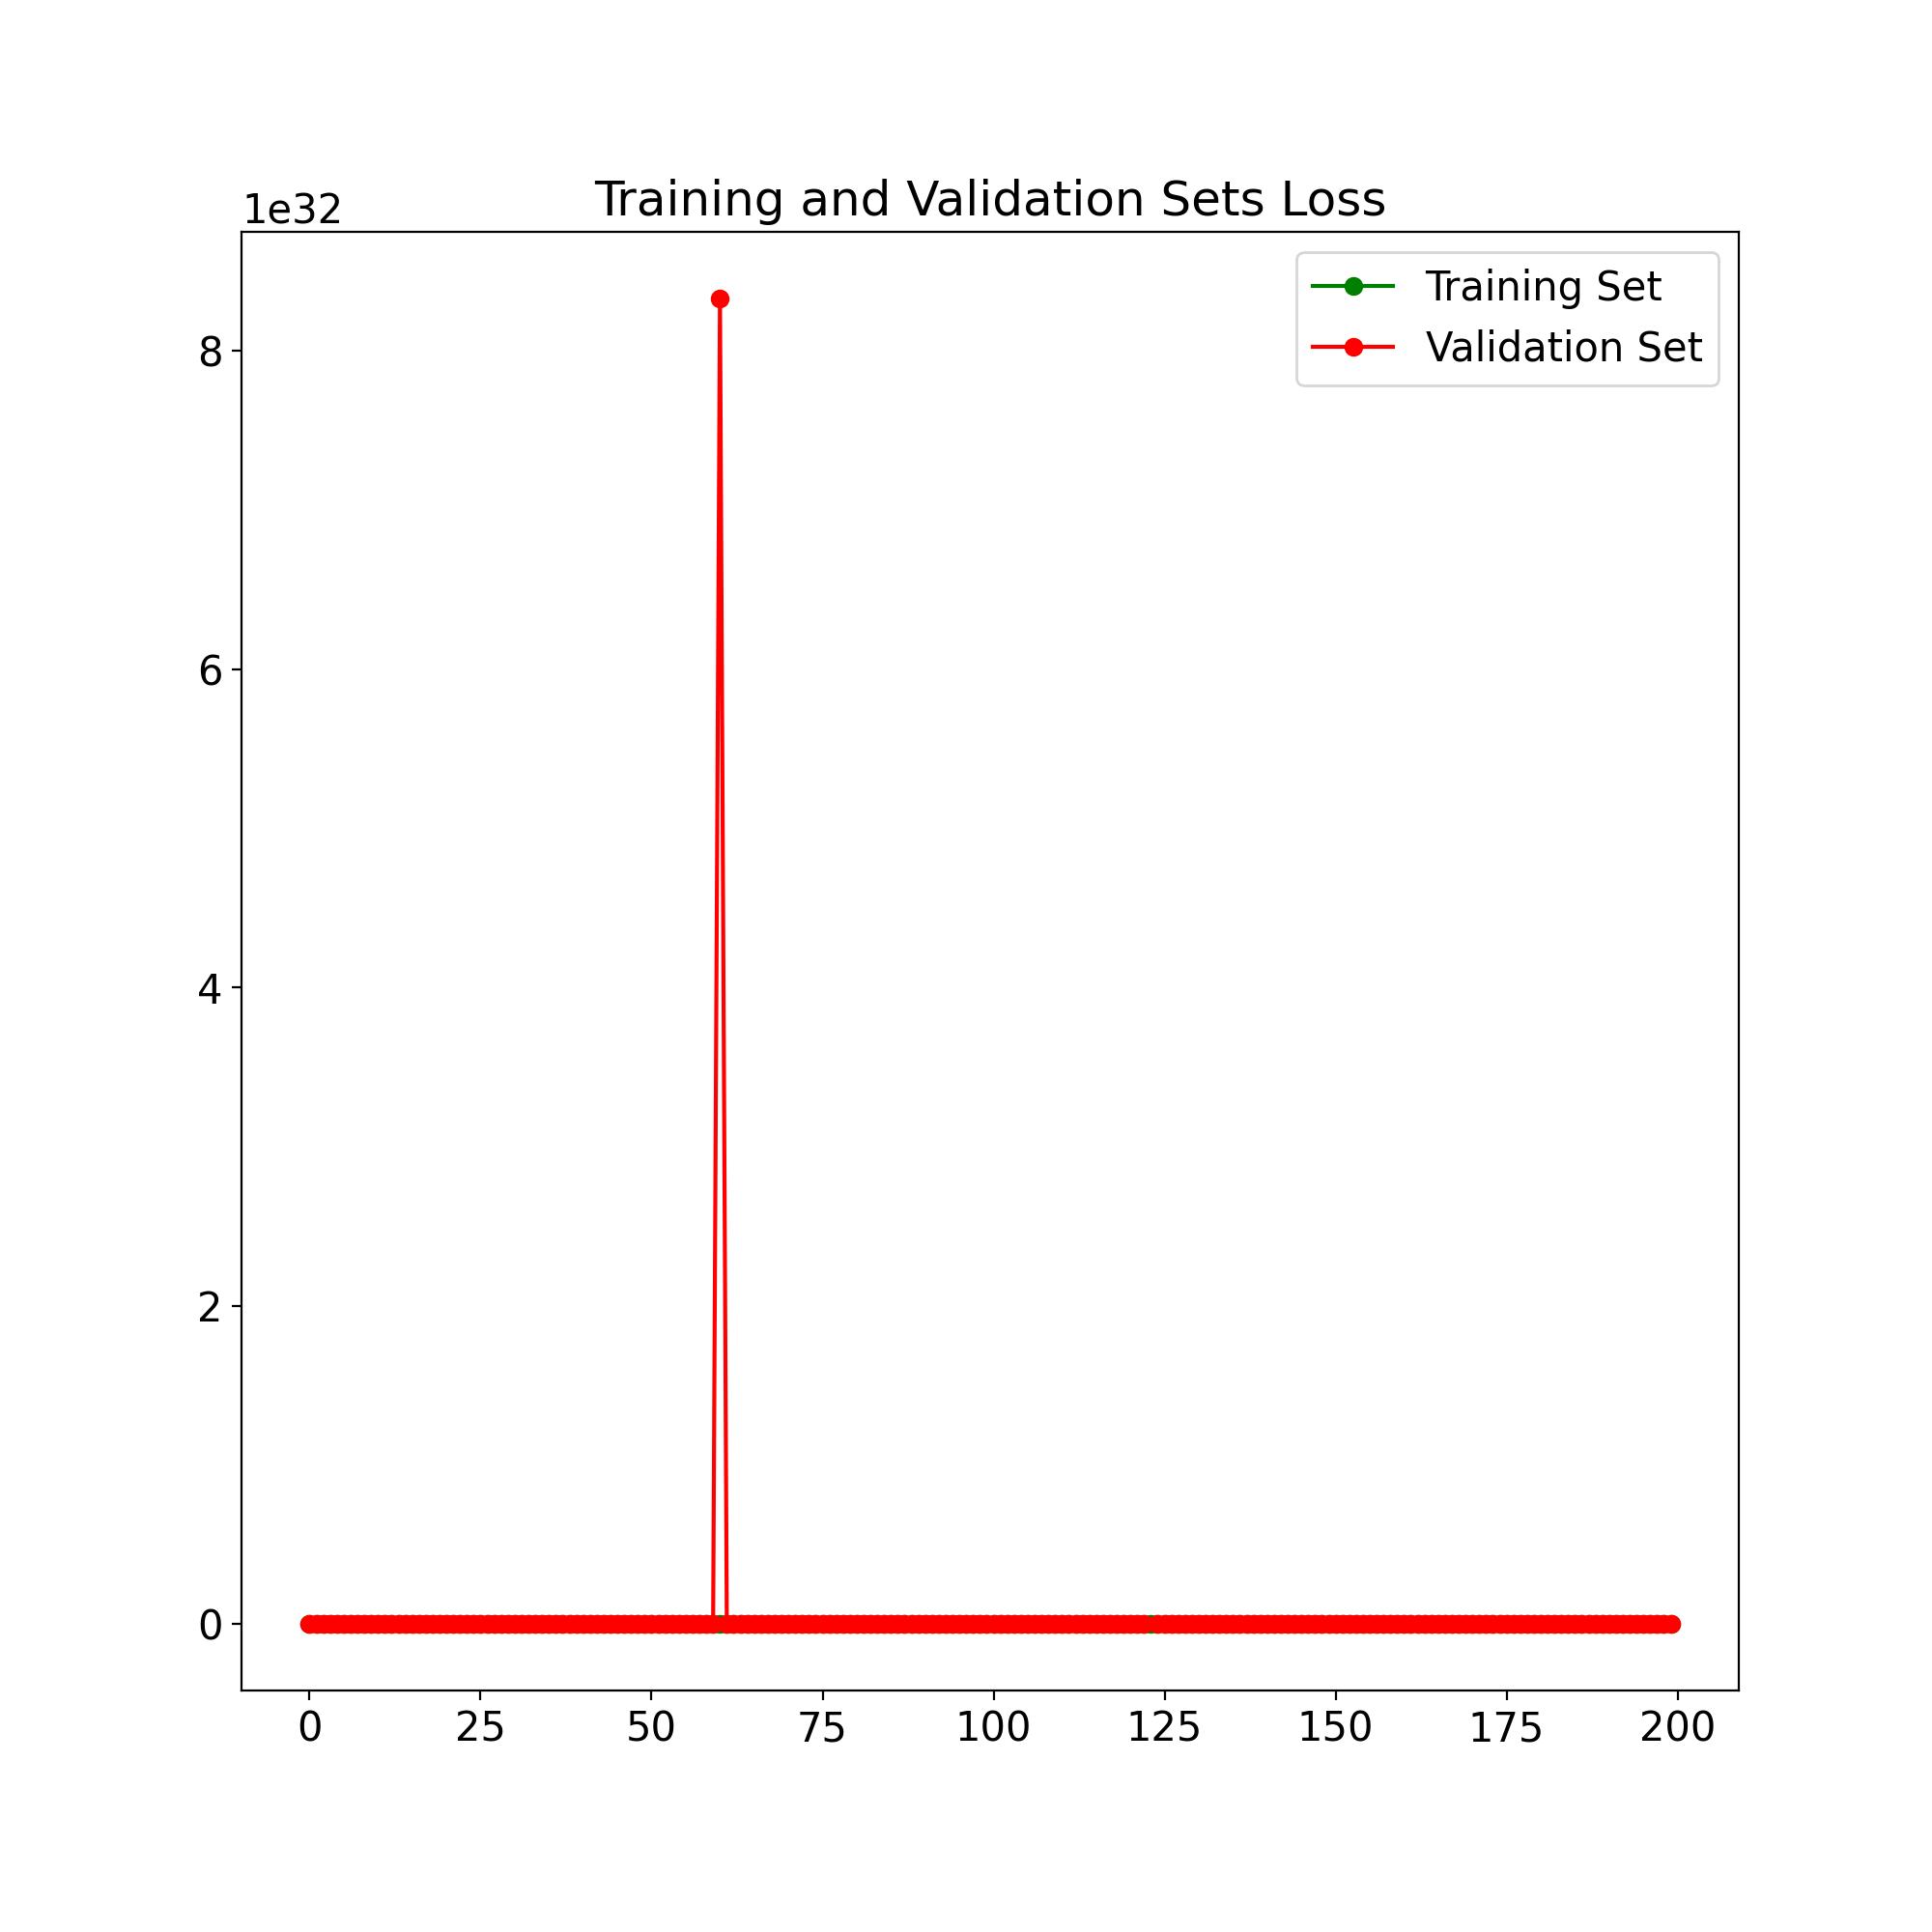 Training and Validation Sets Loss
1e32
Training Set
Validation Set
8
6
4
2
0
0 25 50 75 100 125 150 175 200